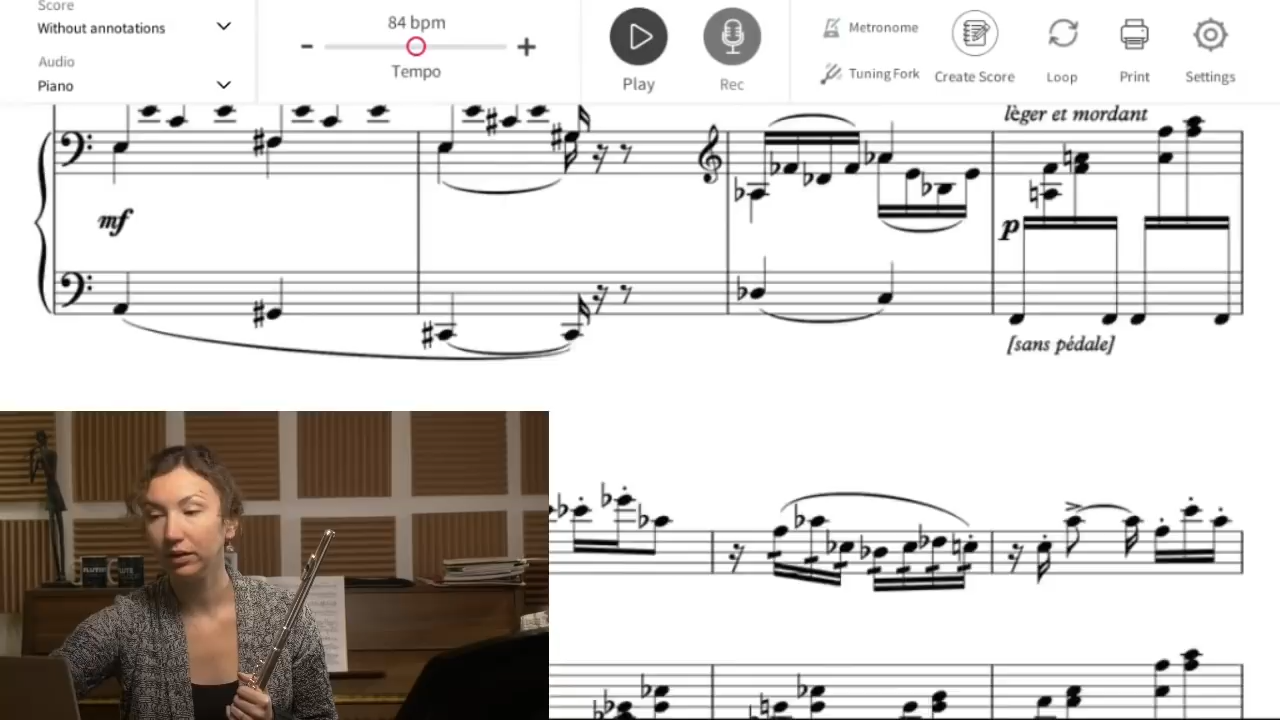 Score
Without annotations
Audio
Piano
84 bpm
Tempo
Play
Rec
Metronome
Tuning Fork
Create Score
Loop
Print
Settings
lèger et mordant
mf
p
[sans pédale]